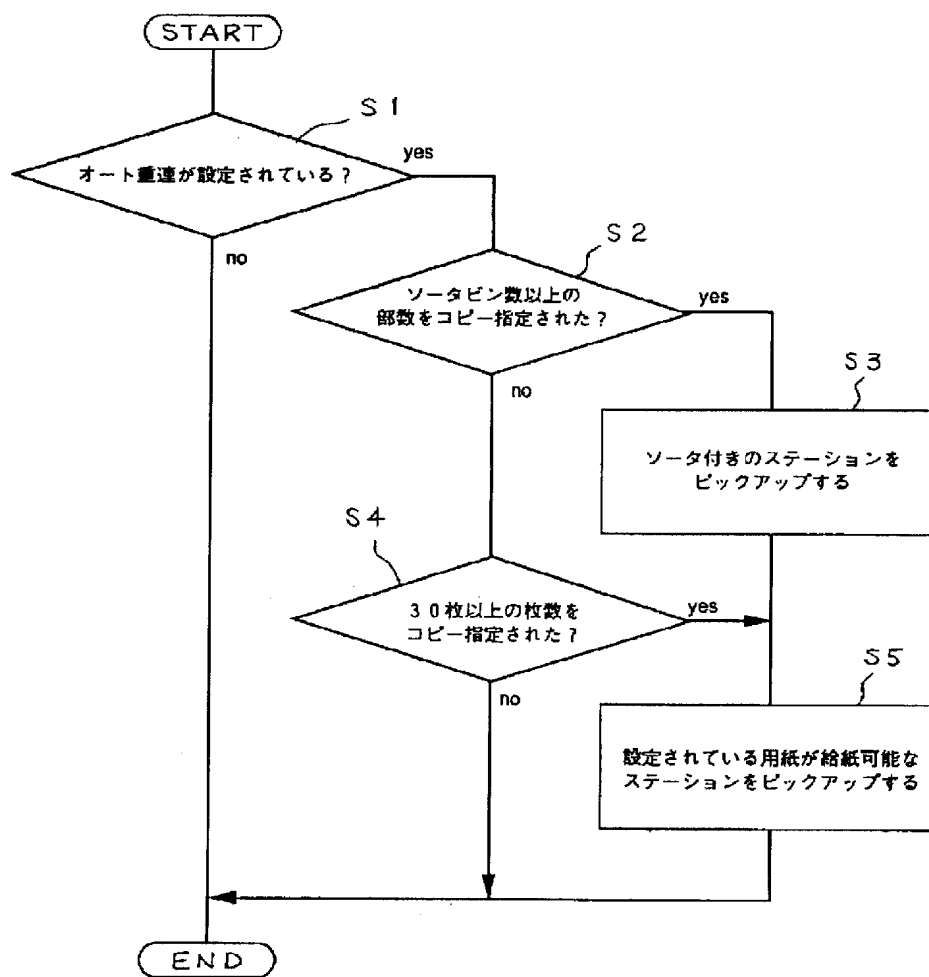 START
S1
オート重連が設定されている?
yes
no
S2
ソータビン数以上の
部数をコピー指定された?
yes
no
S3
ソータ付きのステーションを
ピックアップする
S4
30枚以上の枚数を
コピー指定された?
yes
no
S5
設定されている用紙が給紙可能な
ステーションをピックアップする
END